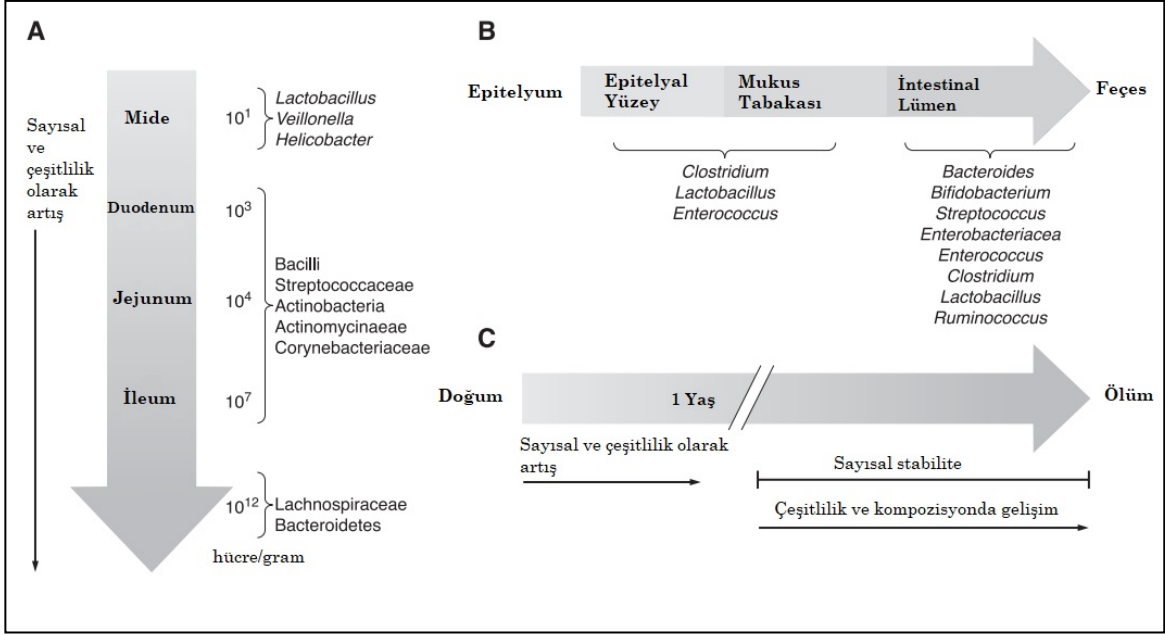 A
Sayısal
ve
çeşitlilik
olarak
artış
Mide
10¹
Lactobacillus
Veillonella
Helicobacter
Duodenum
10³
Jejunum
10⁴
İleum
10⁷
Bacilli
Streptococcaceae
Actinobacteria
Actinomycinaeae
Corynebacteriaceae
10¹²
Lachnospiraceae
Bacteroidetes
hücre/gram
B
Epitelyum
Epitelyal
Yüzey
Mukus
Tabakası
İntestinal
Lümen
Feçes
Clostridium
Lactobacillus
Enterococcus
Bacteroides
Bifidobacterium
Streptococcus
Enterobacteriacea
Enterococcus
Clostridium
Lactobacillus
Ruminococcus
C
Doğum
1 Yaş
Ölüm
Sayısal ve çeşitlilik olarak
artış
Sayısal stabilite
Çeşitlilik ve kompozisyonda gelişim